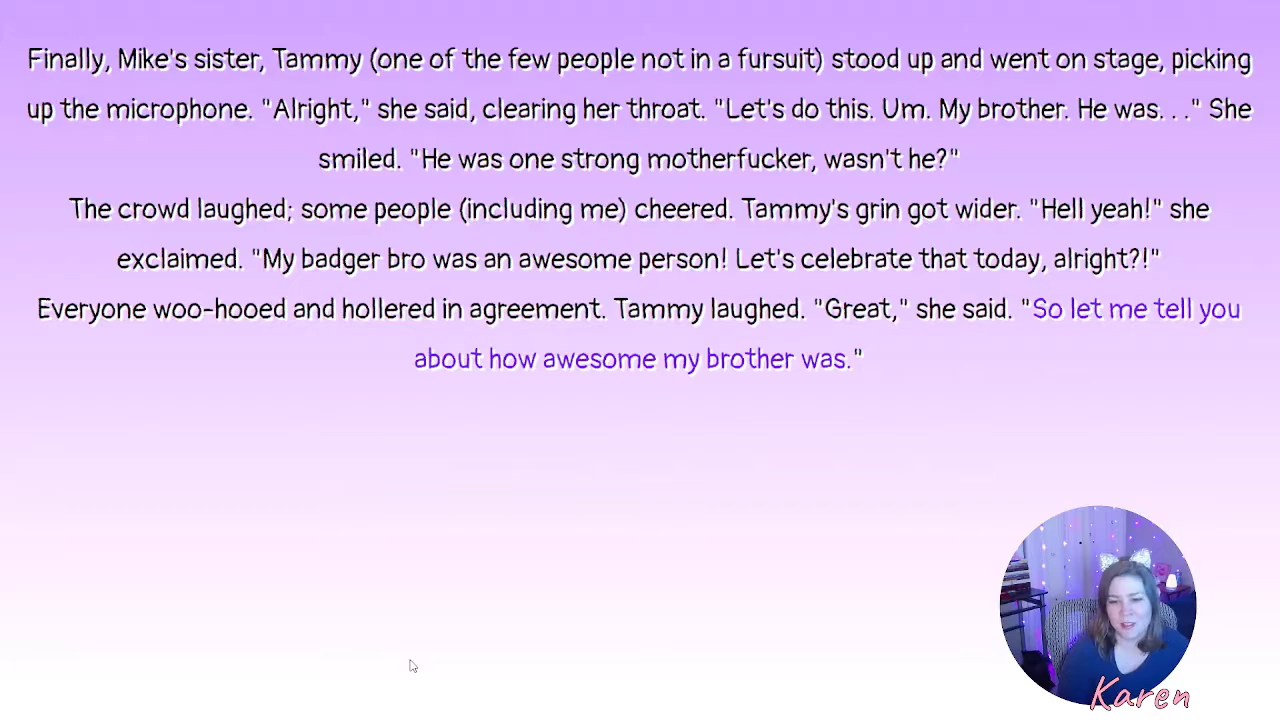 Finally, Mike's sister, Tammy (one of the few people not in a fursuit) stood up and went on stage, picking
up the microphone. "Alright," she said, clearing her throat. "Let's do this. Um. My brother. He was. . ." She
smiled. "He was one strong motherfucker, wasn't he?"
The crowd laughed; some people (including me) cheered. Tammy's grin got wider. "Hell yeah!" she
exclaimed. "My badger bro was an awesome person! Let's celebrate that today, alright?!"
Everyone woo-hooed and hollered in agreement. Tammy laughed. "Great," she said. "So let me tell you
about how awesome my brother was."
Karen